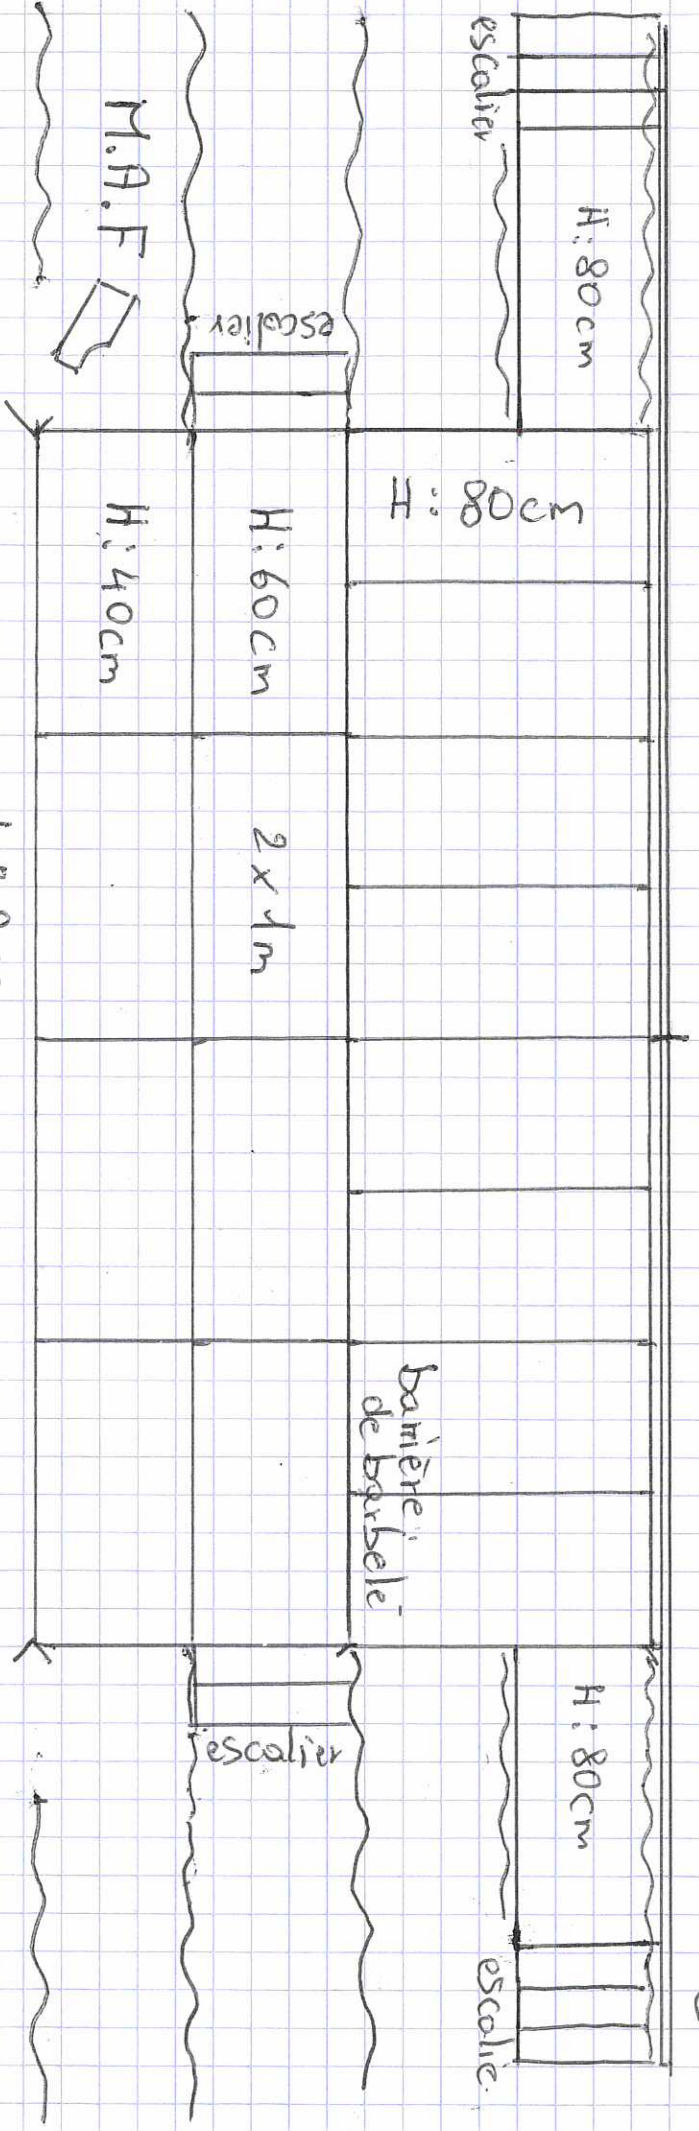 escalier
H: 80cm
M.A.F
escalier
H: 80cm
H: 60cm
H: 40cm
2 x 1m
barrière
de barbelé
escalier
H: 80cm
escalie.